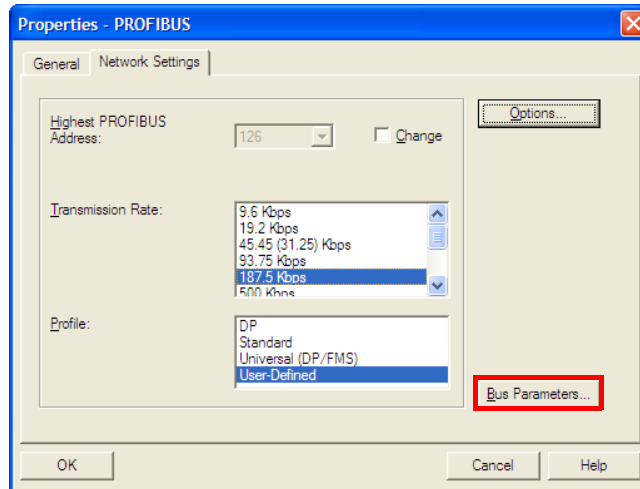 Properties - PROFIBUS
General
Network Settings
Highest PROFIBUS
Address:
126
Change
Options...
Transmission Rate:
9.6 Kbps
19.2 Kbps
45.45 (31.25) Kbps
93.75 Kbps
187.5 Kbps
500 Kbps
Profile:
DP
Standard
Universal (DP/FMS)
User-Defined
Bus Parameters...
OK
Cancel
Help